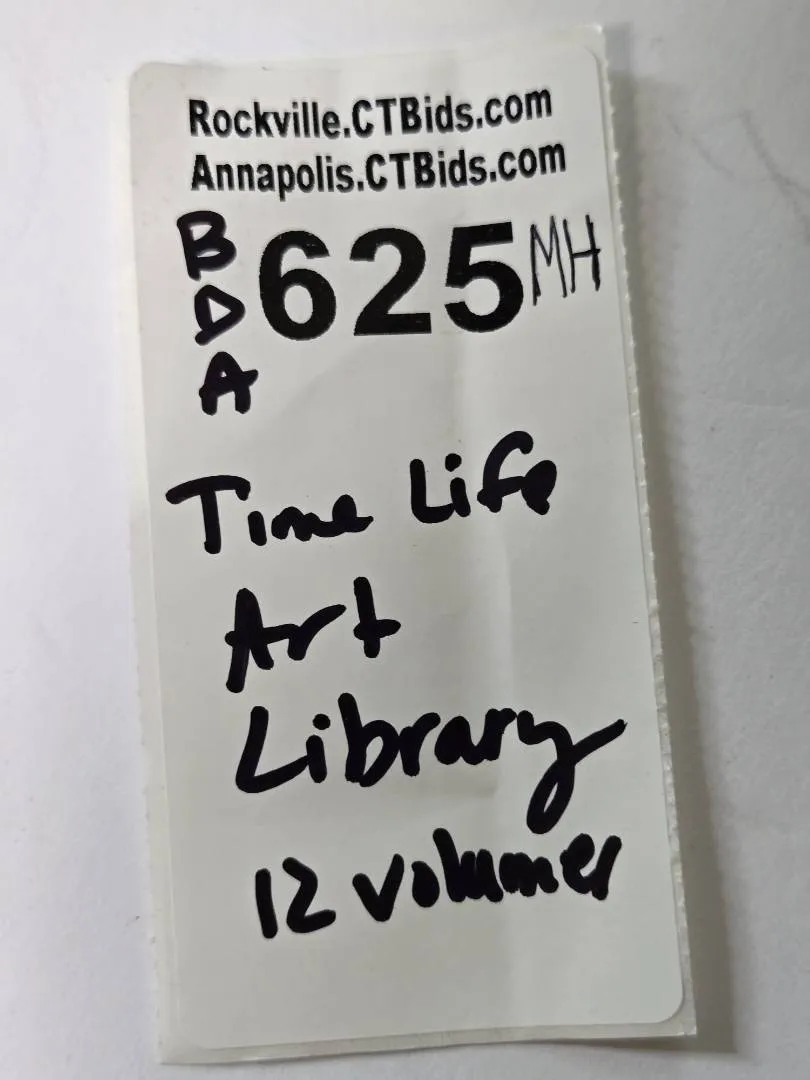 Rockville.CTBids.com
Annapolis.CTBids.com
B
D
A
625 MH
Time Life
Art
Library
12 volumes